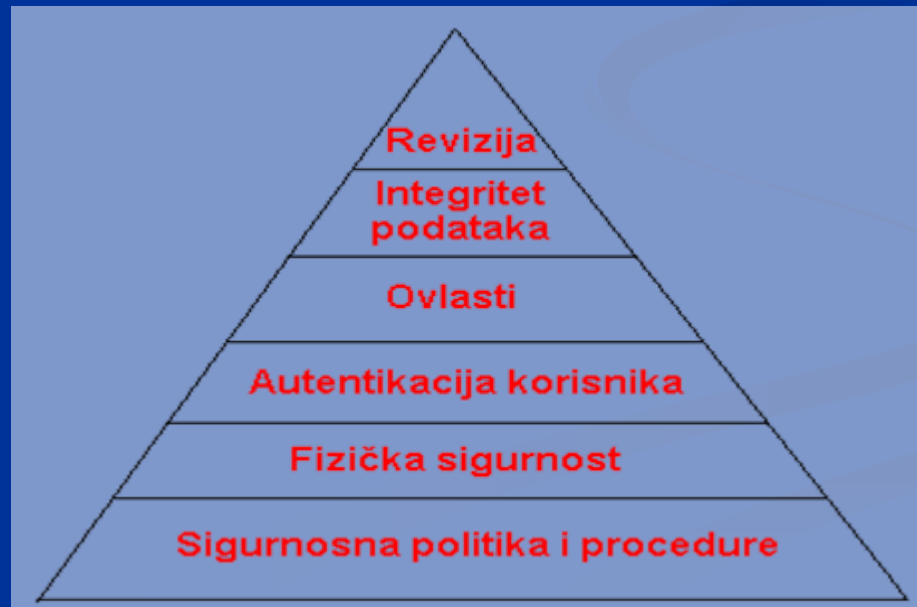 Revizija
Integritet
podataka
Ovlasti
Autentikacija korisnika
Fizička sigurnost
Sigurnosna politika i procedure